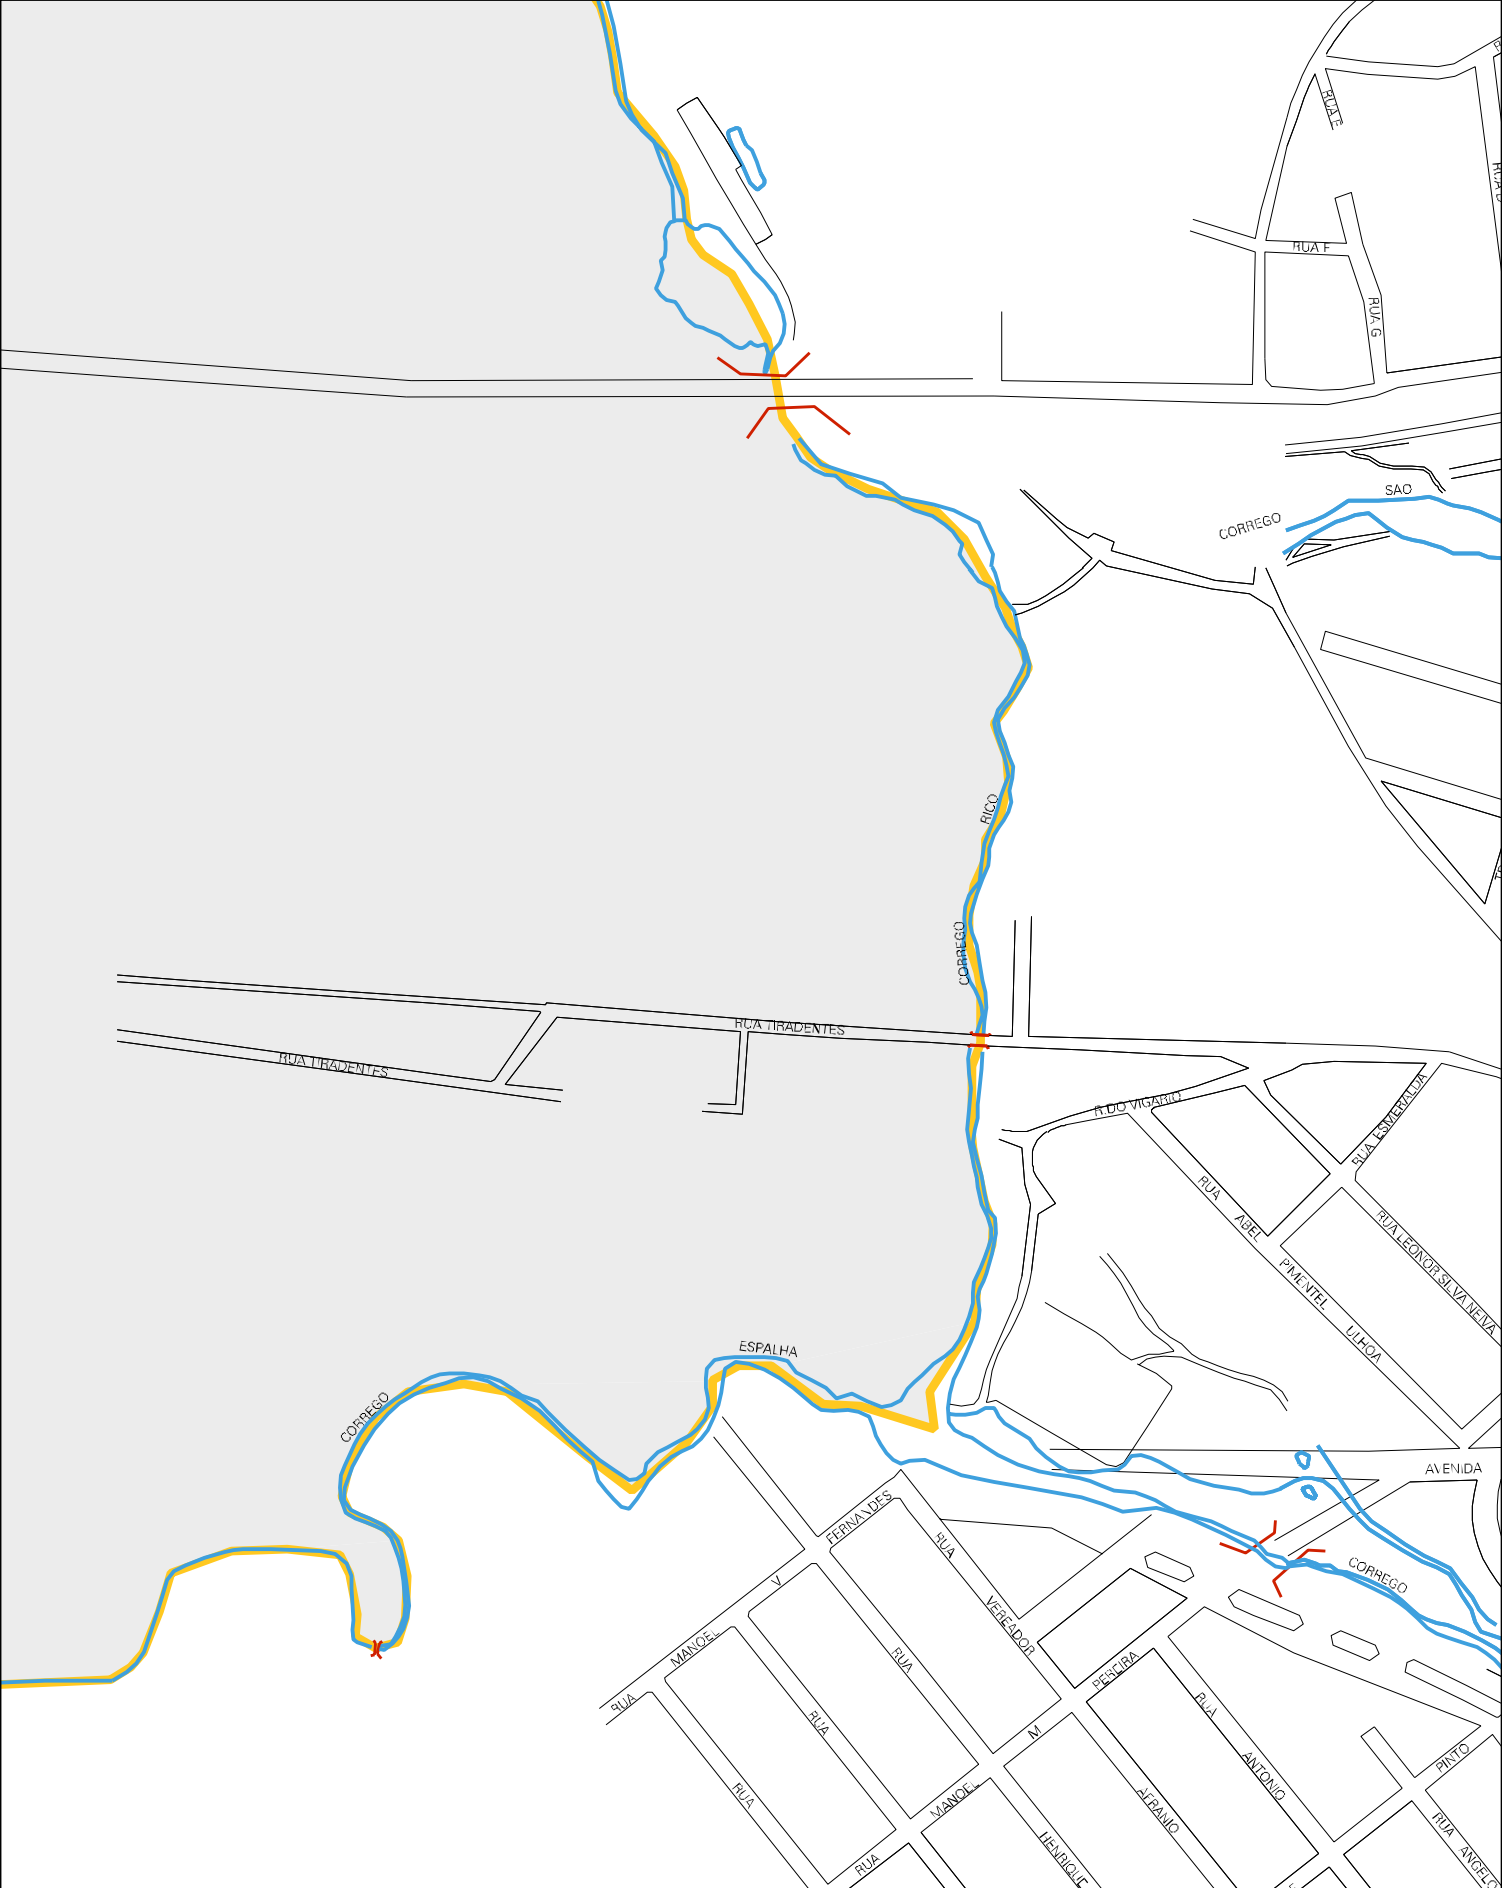 RUA E
RUA D
RUA F
RUA G
SAO
CORREGO
RICO
CORREGO
RUA TIRADENTES
RUA TIRADENTES
R.DO VIGARIO
RUA ESMERALDA
RUA ABEL PIMENTEL ULHOA
RUA LEONOR SILVA NEIVA
ESPALHA
CORREGO
AVENIDA
CORREGO
FERNANDES
V
MANOEL
RUA
RUA
VEREADOR
RUA
RUA
RUA
PEREIRA
M
MANOEL
RUA
RUA
ANTONIO
AFRANIO
HENRIQUE
PINTO
RUA
ANGELO